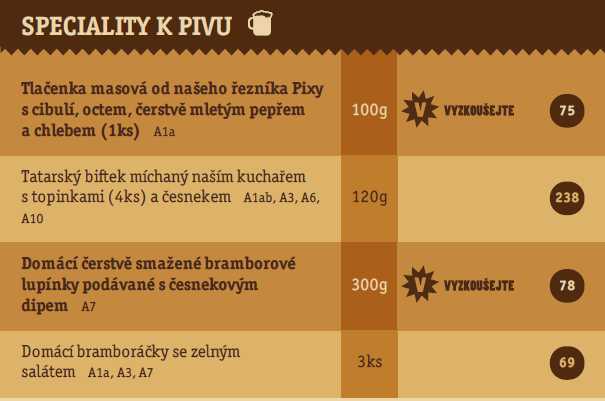 SPECIALITY K PIVU
Tlačenka masová od našeho řezníka Pixy
s cibulí, octem, čerstvě mletým pepřem
a chlebem (1ks) A1a
100g
V VYZKOUŠEJTE
75
Tatarský biftek míchaný naším kuchařem
s topinkami (4ks) a česnekem A1ab, A3, A6,
A10
120g
238
Domácí čerstvě smažené bramborové
lupínky podávané s česnekovým
dipem A7
300g
V VYZKOUŠEJTE
78
Domácí bramboráčky se zelným
salátem A1a, A3, A7
3ks
69